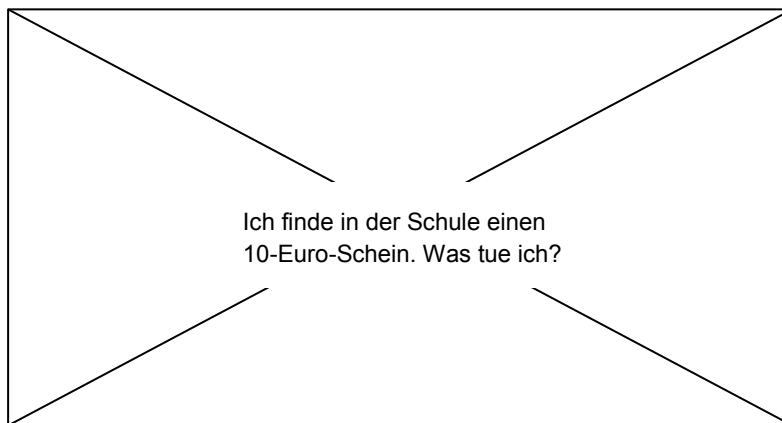 Ich finde in der Schule einen
10-Euro-Schein. Was tue ich?